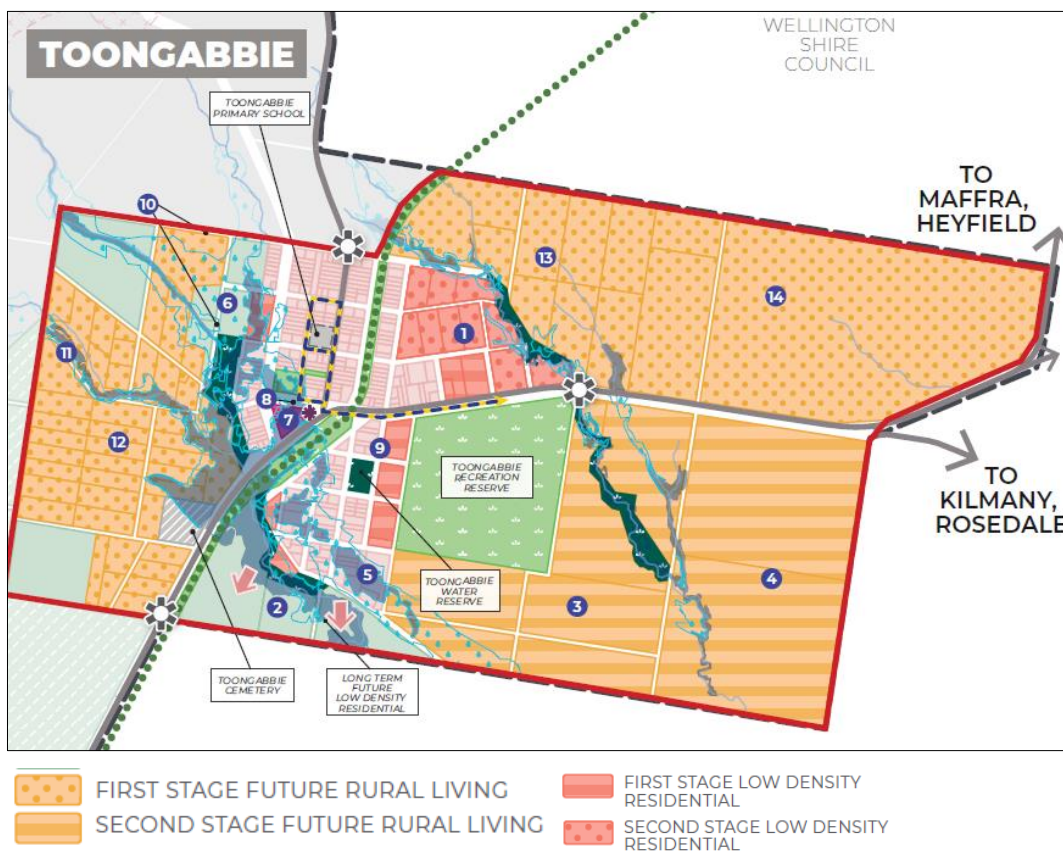 TOONGABBIE
WELLINGTON
SHIRE
COUNCIL
TOONGABBIE
PRIMARY SCHOOL
TO
MAFFRA,
HEYFIELD
10
6
13
14
1
11
8
7
12
9
TOONGABBIE
RECREATION
RESERVE
TO
KILMANY,
ROSEDALE
5
TOONGABBIE
WATER
RESERVE
2
3
4
TOONGABBIE
CEMETERY
LONG TERM
FUTURE
LOW DENSITY
RESIDENTIAL
FIRST STAGE FUTURE RURAL LIVING
SECOND STAGE FUTURE RURAL LIVING
FIRST STAGE LOW DENSITY
RESIDENTIAL
SECOND STAGE LOW DENSITY
RESIDENTIAL